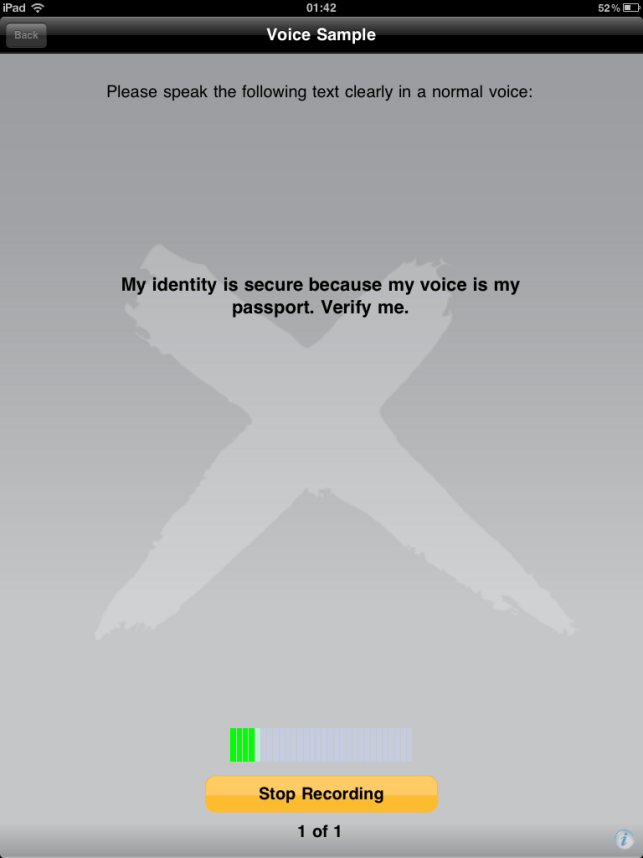 iPad 01:42 52%
Back Voice Sample
Please speak the following text clearly in a normal voice:
My identity is secure because my voice is my
passport. Verify me.
Stop Recording
1 of 1
i